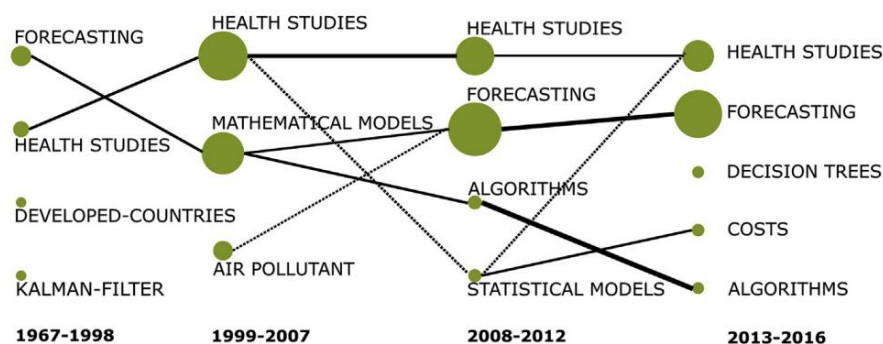 FORECASTING
HEALTH STUDIES
DEVELOPED-COUNTRIES
KALMAN-FILTER
1967-1998
HEALTH STUDIES
MATHEMATICAL MODELS
AIR POLLUTANT
1999-2007
HEALTH STUDIES
FORECASTING
ALGORITHMS
STATISTICAL MODELS
2008-2012
HEALTH STUDIES
FORECASTING
DECISION TREES
COSTS
ALGORITHMS
2013-2016